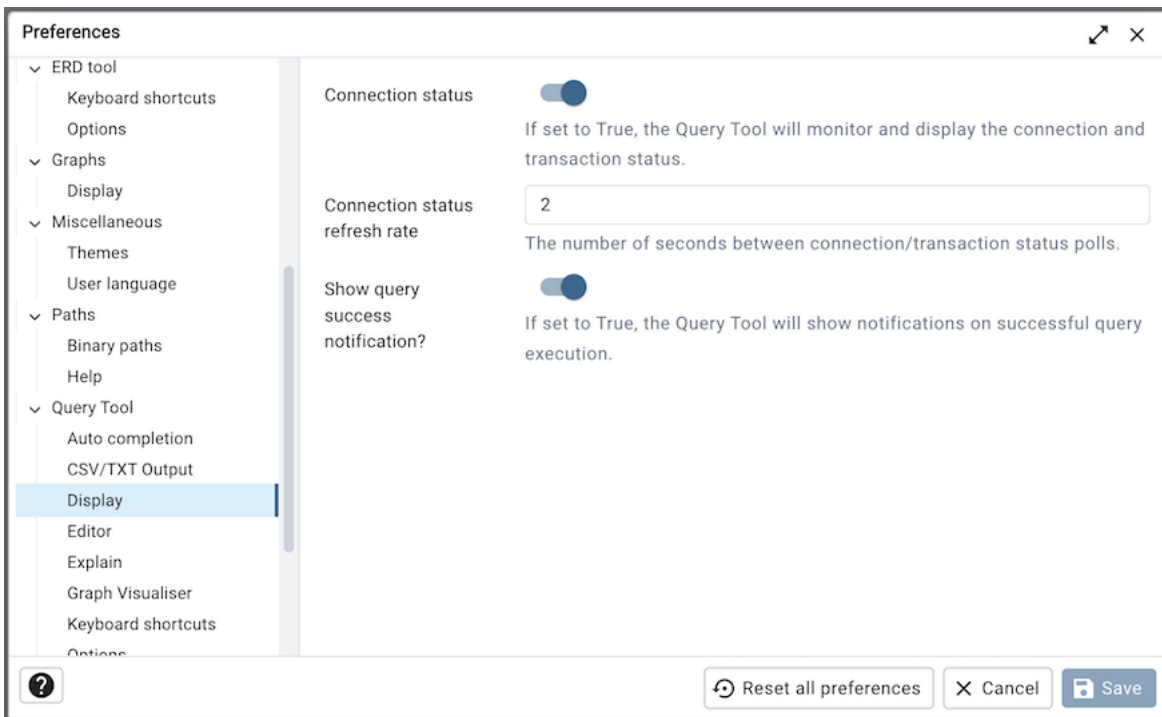 Preferences
ERD tool
Keyboard shortcuts
Options
Graphs
Display
Miscellaneous
Themes
User language
Paths
Binary paths
Help
Query Tool
Auto completion
CSV/TXT Output
Display
Editor
Explain
Graph Visualiser
Keyboard shortcuts
Options
Connection status
If set to True, the Query Tool will monitor and display the connection and
transaction status.
Connection status
refresh rate
2
The number of seconds between connection/transaction status polls.
Show query
success
notification?
If set to True, the Query Tool will show notifications on successful query
execution.
?
Reset all preferences
Cancel
Save